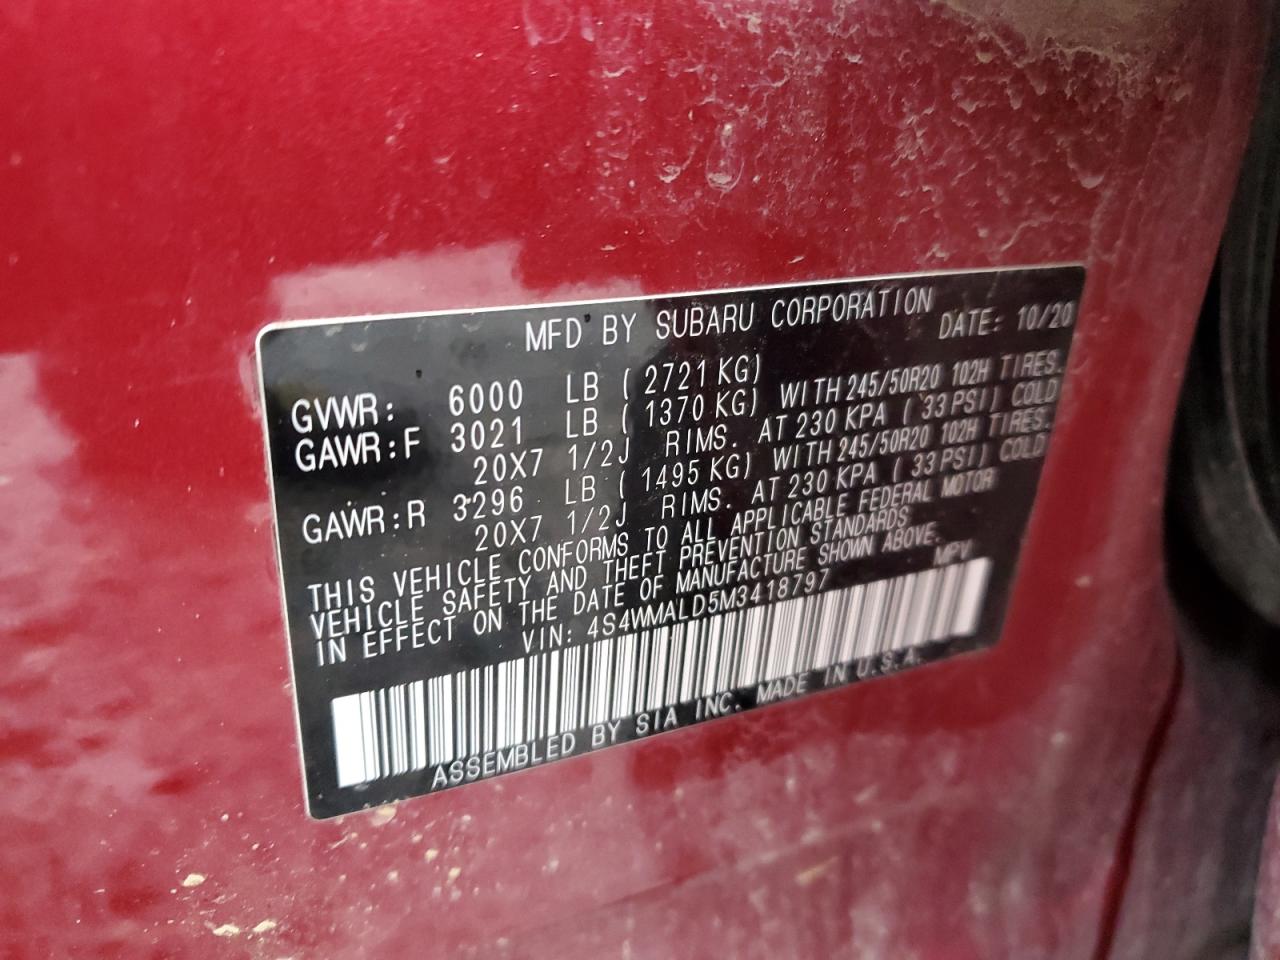 MFD BY SUBARU CORPORATION DATE: 10/20
GVWR: 6000 LB ( 2721 KG)
GAWR:F 3021 LB ( 1370 KG) WITH 245/50R20 102H TIRES.
20X7 1/2J RIMS. AT 230 KPA ( 33 PSI) COLD
GAWR:R 3296 LB ( 1495 KG) WITH 245/50R20 102H TIRES.
20X7 1/2J RIMS. AT 230 KPA ( 33 PSI) COLD
THIS VEHICLE CONFORMS TO ALL APPLICABLE FEDERAL MOTOR
VEHICLE SAFETY AND THEFT PREVENTION STANDARDS
IN EFFECT ON THE DATE OF MANUFACTURE SHOWN ABOVE.
VIN: 4S4WMALD5M3418797 MPV
ASSEMBLED BY SIA INC. MADE IN U.S.A.